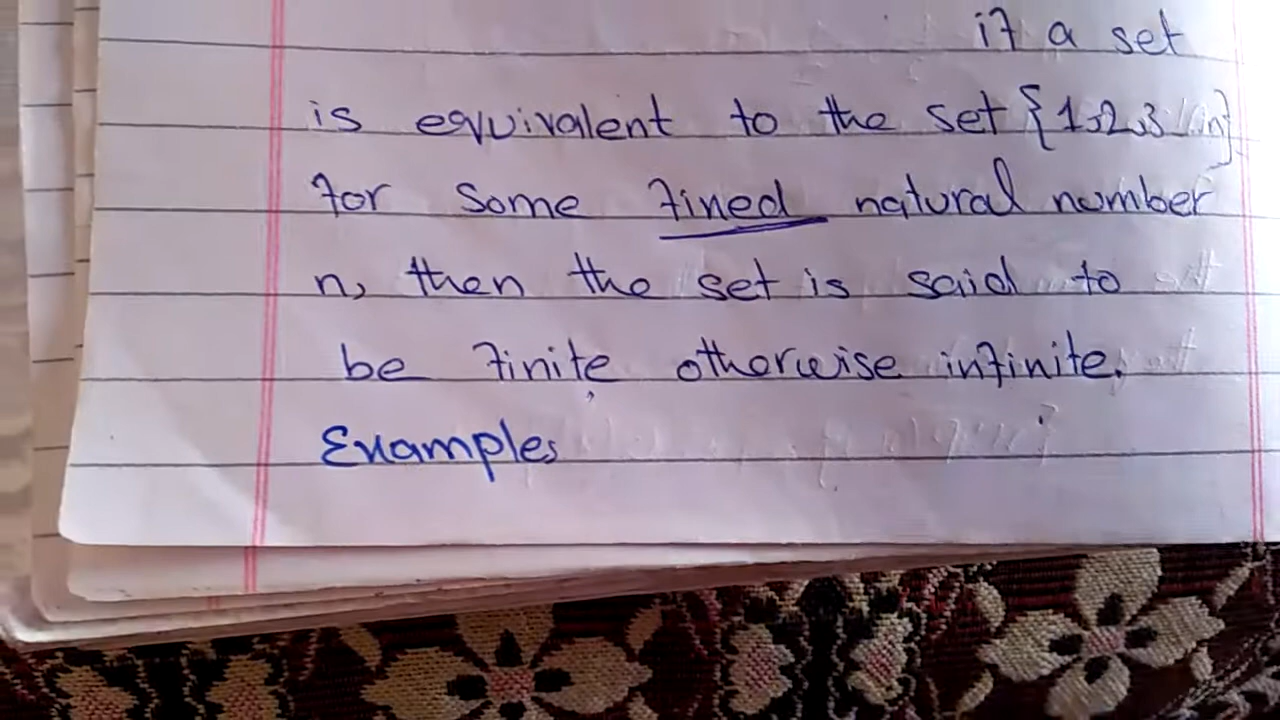 if a set
is equivalent to the set {1,2,3...n}
for some fixed natural number
n, then the set is said to
be finite otherwise infinite.
Examples